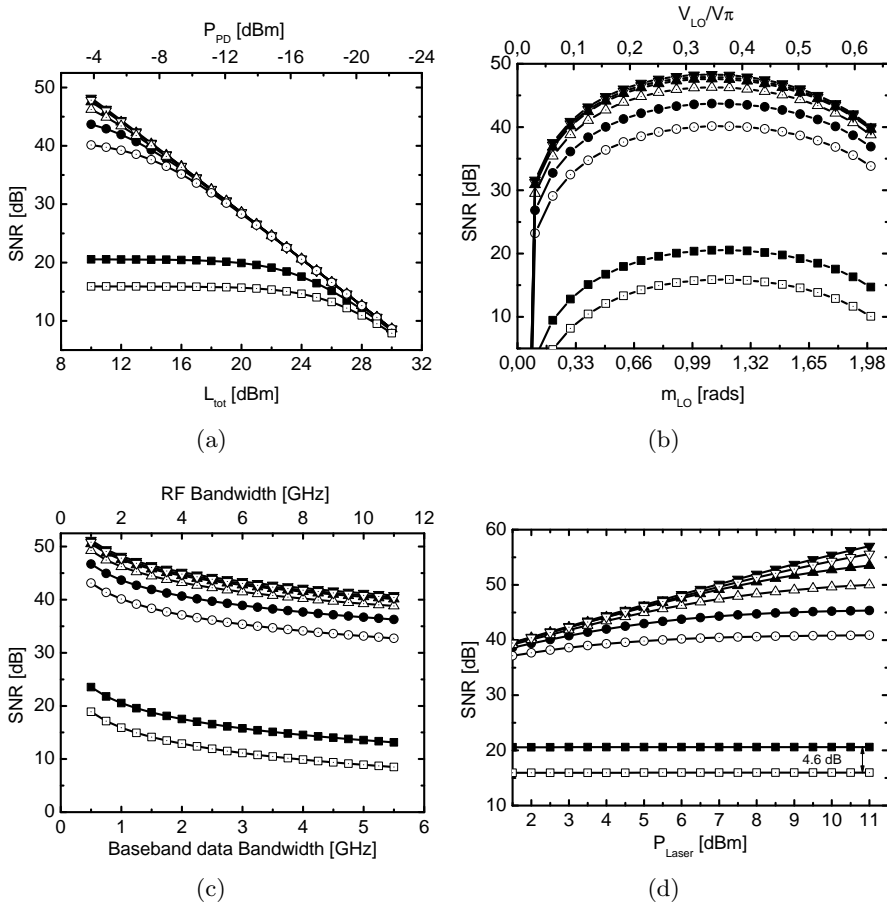 P_PD [dBm]
-4 -8 -12 -16 -20 -24
50
40
30
20
10
SNR [dB]
8 12 16 20 24 28 32
L_tot [dBm]
(a)
V_LO/Vπ
0,0 0,1 0,2 0,3 0,4 0,5 0,6
50
40
30
20
10
SNR [dB]
0,00 0,33 0,66 0,99 1,32 1,65 1,98
m_LO [rads]
(b)
RF Bandwidth [GHz]
0 2 4 6 8 10 12
50
40
30
20
10
0
SNR [dB]
0 1 2 3 4 5 6
Baseband data Bandwidth [GHz]
(c)
60
50
40
30
20
10
SNR [dB]
4.6 dB
2 3 4 5 6 7 8 9 10 11
P_Laser [dBm]
(d)